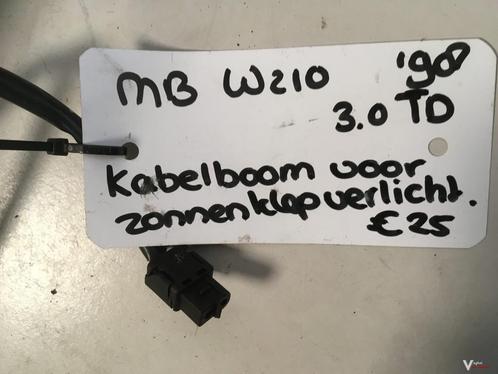 MB W210 '98
3.0 TD
Kabelboom voor
zonnenklepverlicht.
€25